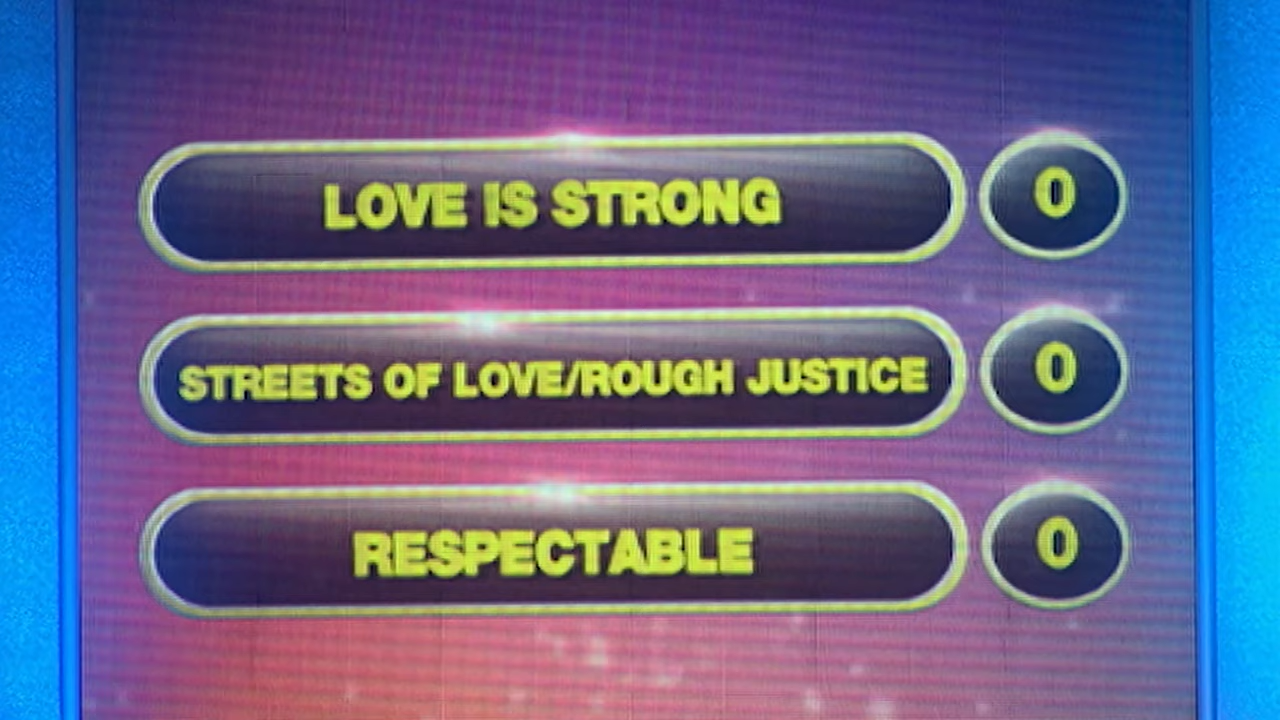 LOVE IS STRONG 0
STREETS OF LOVE/ROUGH JUSTICE 0
RESPECTABLE 0